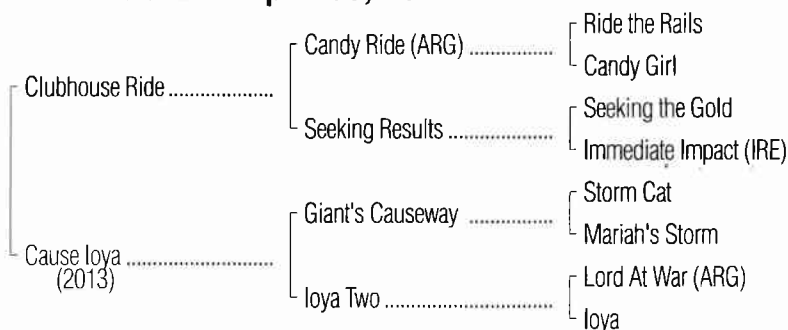 Ride the Rails
Candy Ride (ARG) ....................
Candy Girl
Clubhouse Ride ....................
Seeking the Gold
Seeking Results ....................
Immediate Impact (IRE)
Storm Cat
Giant's Causeway ................
Mariah's Storm
Cause Ioya ......................
(2013)
Lord At War (ARG)
Ioya Two ................................
Ioya